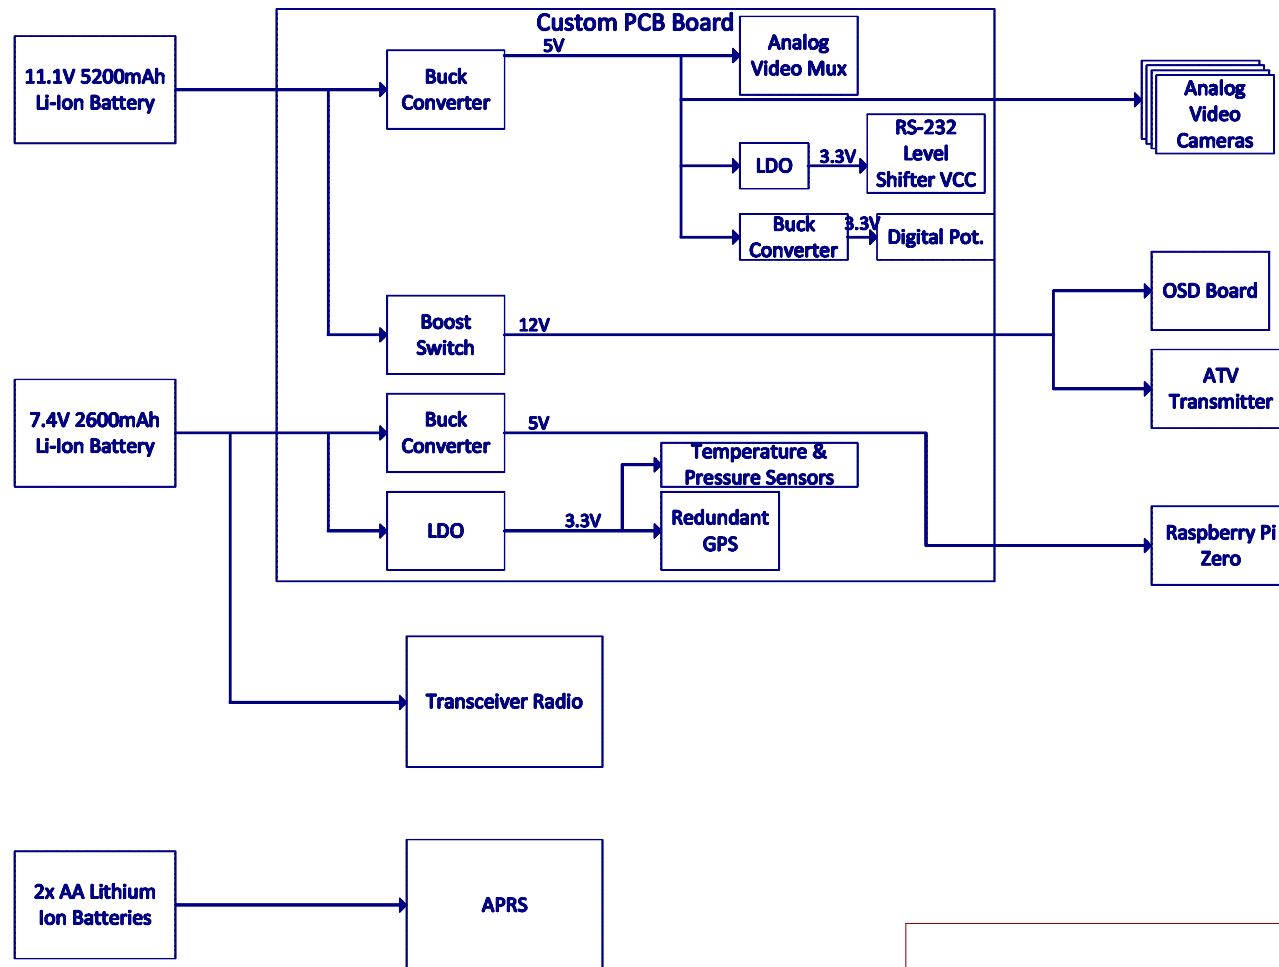 Custom PCB Board
11.1V 5200mAh
Li-Ion Battery
Buck
Converter
5V
Analog
Video Mux
Analog
Video
Cameras
RS-232
Level
Shifter VCC
LDO
3.3V
Buck
Converter
3.3V
Digital Pot.
Boost
Switch
12V
OSD Board
ATV
Transmitter
7.4V 2600mAh
Li-Ion Battery
Buck
Converter
5V
Temperature &
Pressure Sensors
LDO
3.3V
Redundant
GPS
Raspberry Pi
Zero
Transceiver Radio
2x AA Lithium
Ion Batteries
APRS